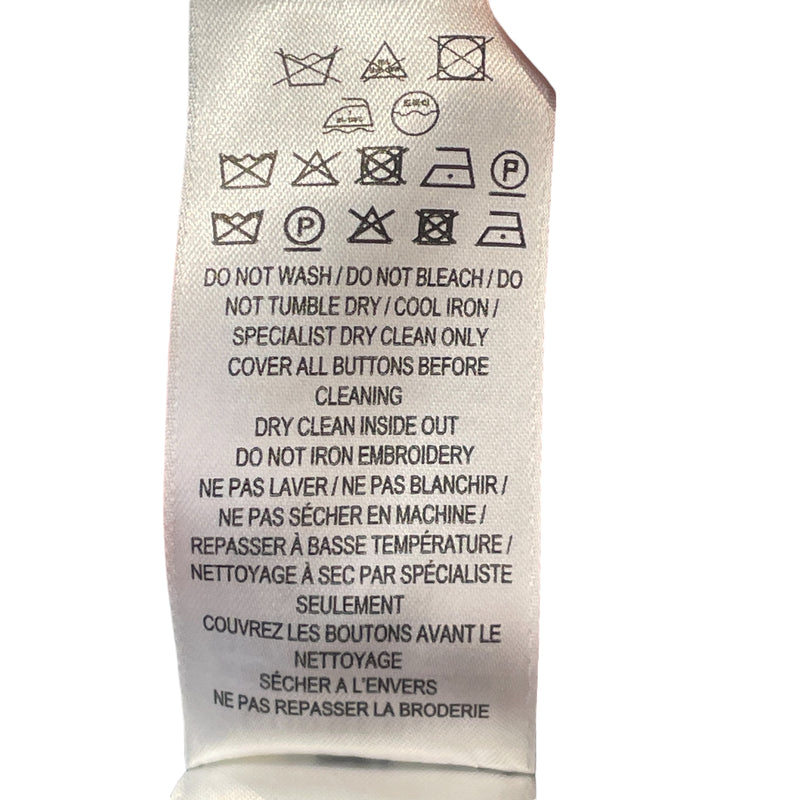 P
P
DO NOT WASH / DO NOT BLEACH / DO
NOT TUMBLE DRY / COOL IRON /
SPECIALIST DRY CLEAN ONLY
COVER ALL BUTTONS BEFORE
CLEANING
DRY CLEAN INSIDE OUT
DO NOT IRON EMBROIDERY
NE PAS LAVER / NE PAS BLANCHIR /
NE PAS SÉCHER EN MACHINE /
REPASSER À BASSE TEMPÉRATURE /
NETTOYAGE À SEC PAR SPÉCIALISTE
SEULEMENT
COUVREZ LES BOUTONS AVANT LE
NETTOYAGE
SÉCHER A L'ENVERS
NE PAS REPASSER LA BRODERIE